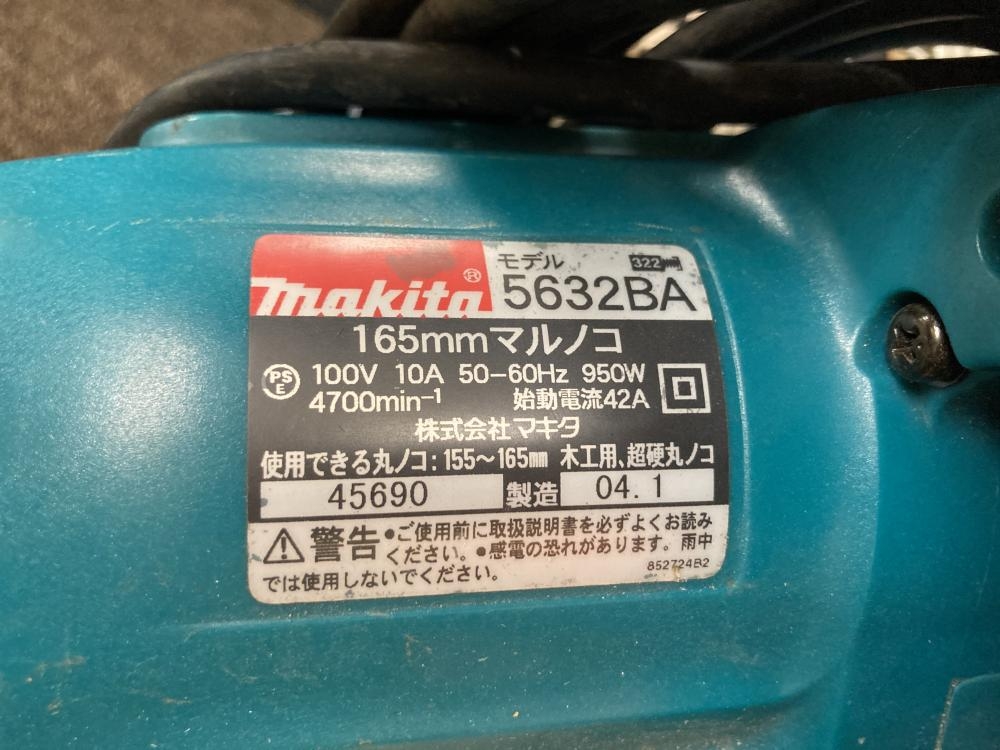 makita®
モデル
322
5632BA
165mmマルノコ
PSE 100V 10A 50-60Hz 950W
4700min⁻¹ 始動電流42A
株式会社マキタ
使用できる丸ノコ:155～165mm 木工用、超硬丸ノコ
45690 製造 04.1
警告 •ご使用前に取扱説明書を必ずよくお読み
ください。•感電の恐れがあります。雨中
では使用しないでください。
852724B2